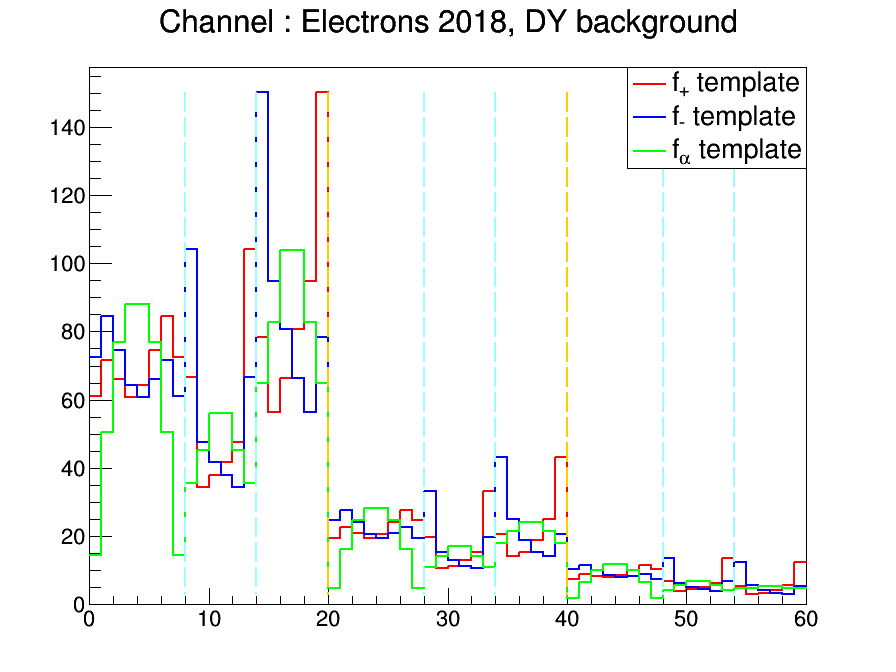 Channel : Electrons 2018, DY background
f+ template
f- template
fα template
140
120
100
80
60
40
20
0
0 10 20 30 40 50 60